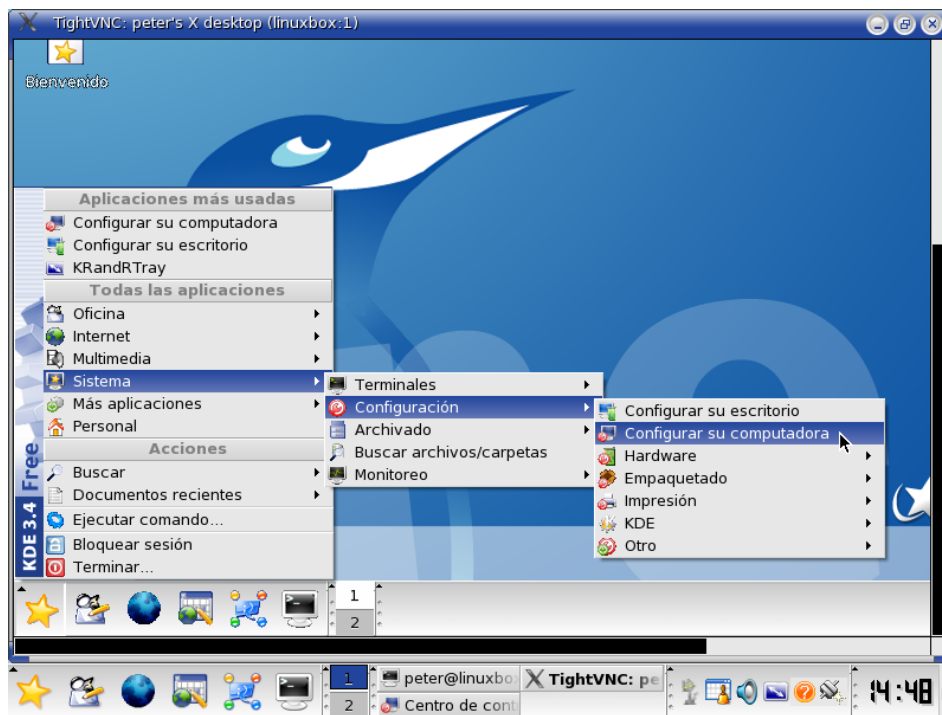 TightVNC: peter's X desktop (linuxbox:1)
Bienvenido
Aplicaciones más usadas
Configurar su computadora
Configurar su escritorio
KRandRTray
Todas las aplicaciones
Oficina
Internet
Multimedia
Sistema
Más aplicaciones
Personal
Acciones
Buscar
Documentos recientes
Ejecutar comando...
Bloquear sesión
Terminar...
KDE 3.4 Free
Terminales
Configuración
Archivado
Buscar archivos/carpetas
Monitoreo
Configurar su escritorio
Configurar su computadora
Hardware
Empaquetado
Impresión
KDE
Otro
1
2
1
2
peter@linuxbo
TightVNC: pe
Centro de cont
14:48